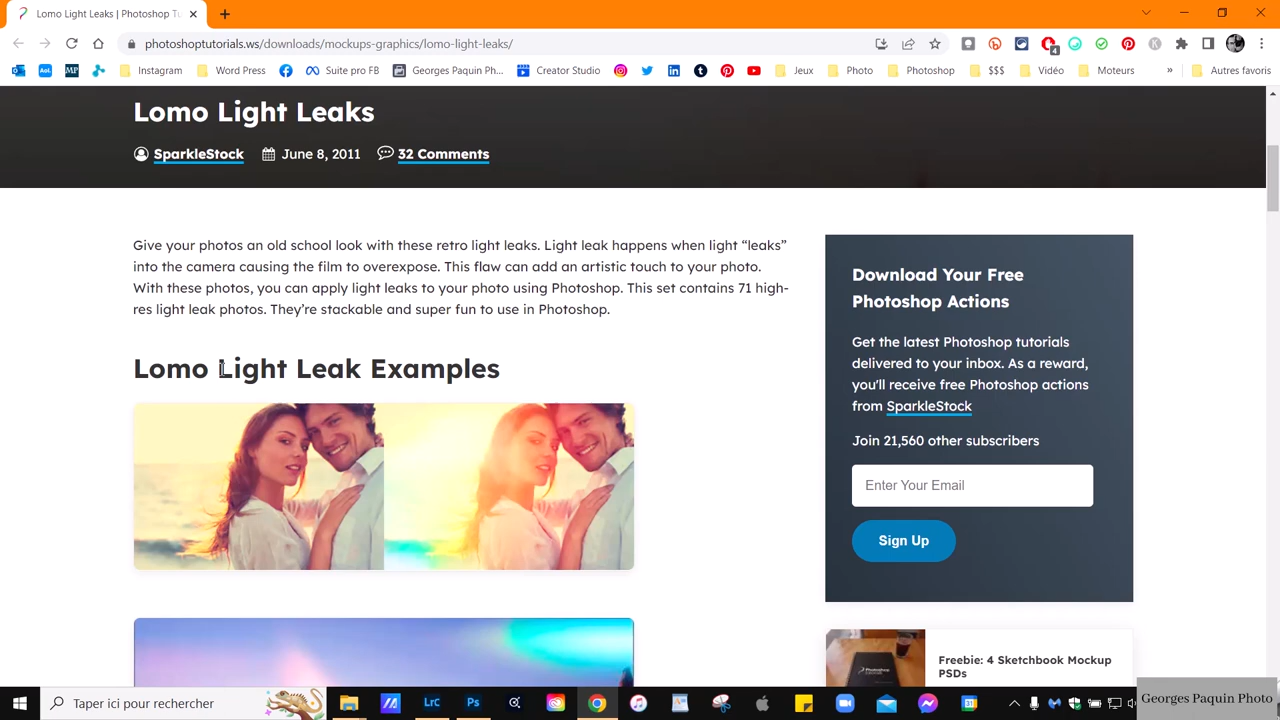 Lomo Light Leaks | Photoshop Tu
photoshoptutorials.ws/downloads/mockups-graphics/lomo-light-leaks/
4
Aol.
MP
Instagram
Word Press
Suite pro FB
Georges Paquin Ph...
Creator Studio
Jeux
Photo
Photoshop
$$$
Vidéo
Moteurs
»
Autres favoris
Lomo Light Leaks
SparkleStock
June 8, 2011
32 Comments
Give your photos an old school look with these retro light leaks. Light leak happens when light “leaks”
into the camera causing the film to overexpose. This flaw can add an artistic touch to your photo.
With these photos, you can apply light leaks to your photo using Photoshop. This set contains 71 high-
res light leak photos. They’re stackable and super fun to use in Photoshop.
Lomo Light Leak Examples
Download Your Free
Photoshop Actions
Get the latest Photoshop tutorials
delivered to your inbox. As a reward,
you'll receive free Photoshop actions
from SparkleStock
Join 21,560 other subscribers
Enter Your Email
Sign Up
Photoshop
Freebie: 4 Sketchbook Mockup
PSDs
Taper ici pour rechercher
LrC
Ps
Georges Paquin Photo